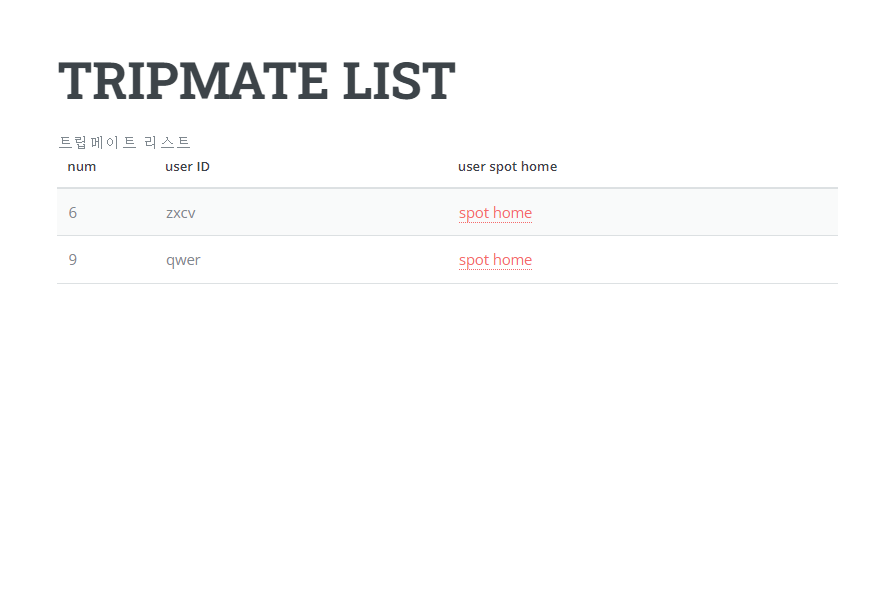 TRIPMATE LIST
트립메이트 리스트
num user ID user spot home
6 zxcv spot home
9 qwer spot home